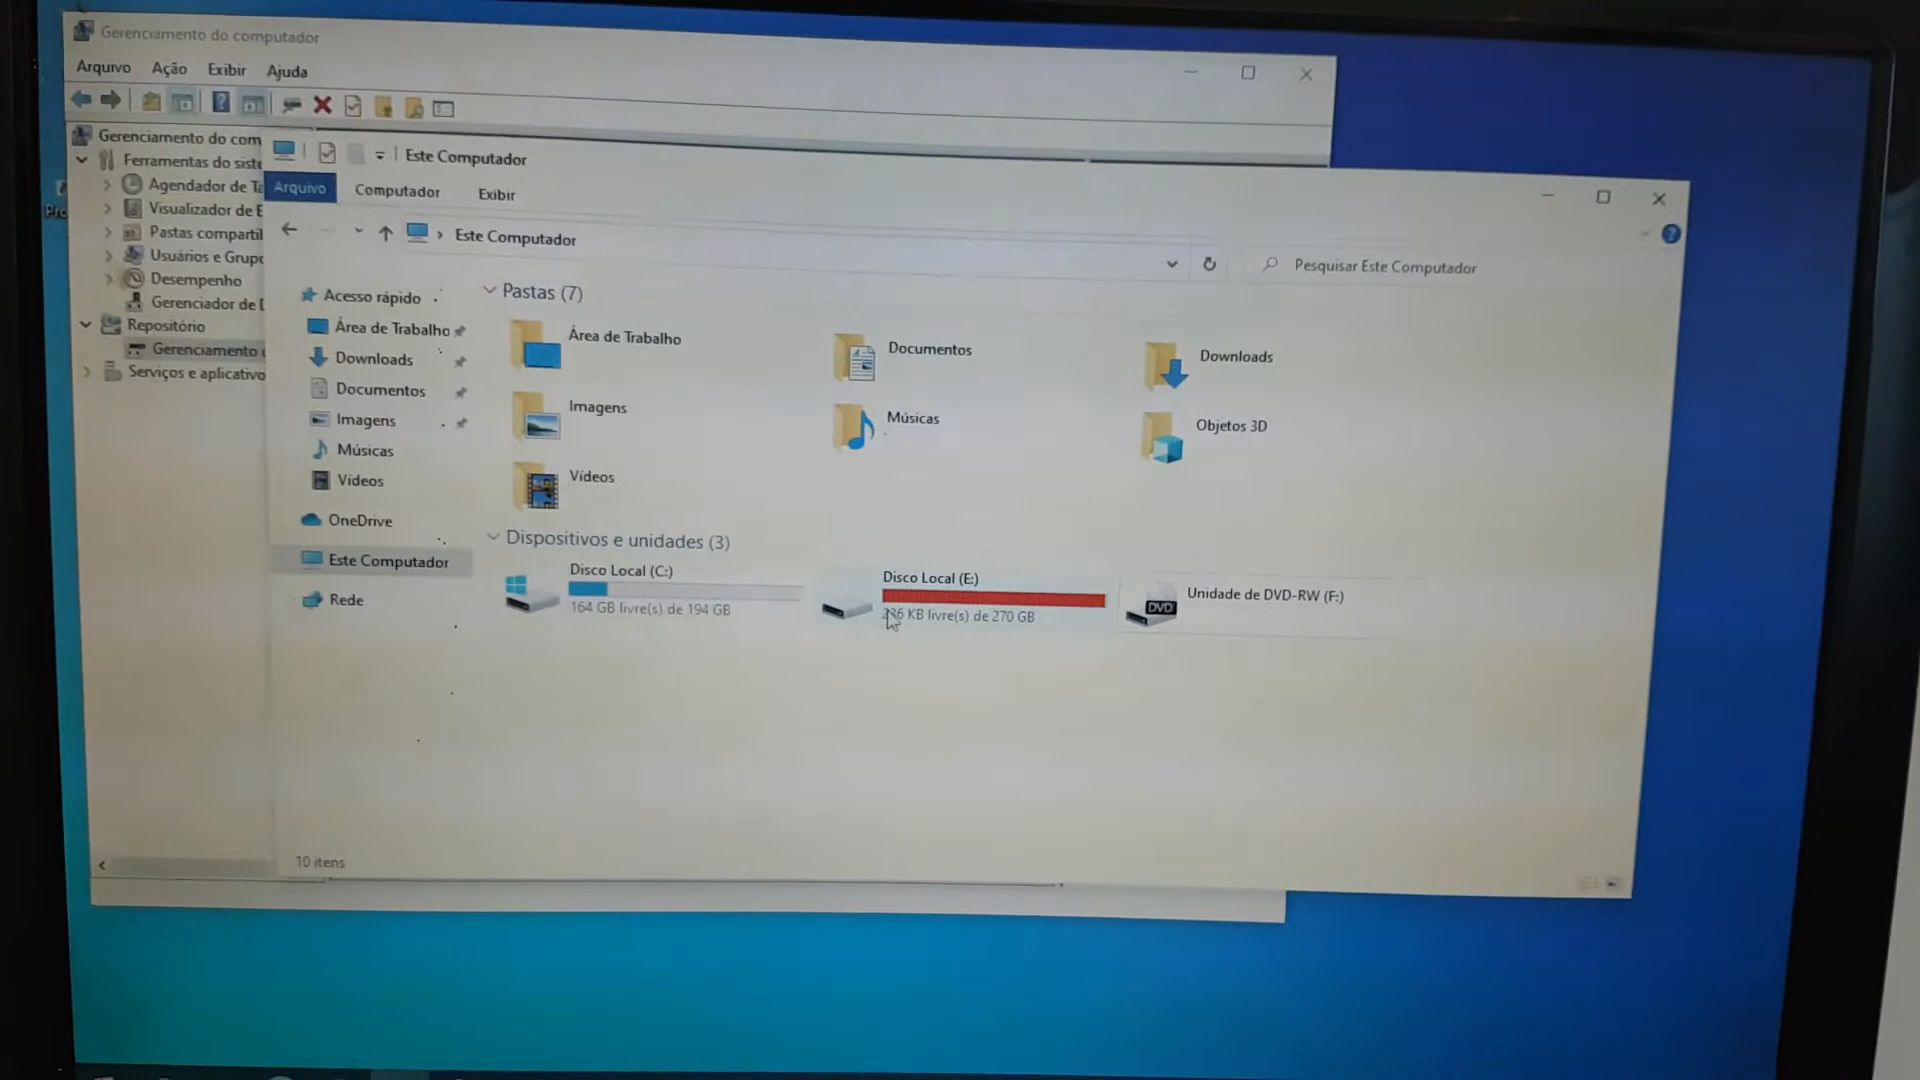 Gerenciamento do computador
Arquivo Ação Exibir Ajuda
Gerenciamento do com
Ferramentas do siste
Agendador de Ta
Visualizador de E
Pastas compartil
Usuários e Grupo
Desempenho
Gerenciador de D
Repositório
Gerenciamento
Serviços e aplicativo
Este Computador
Arquivo Computador Exibir
Este Computador
Pesquisar Este Computador
Acesso rápido
Área de Trabalho
Downloads
Documentos
Imagens
Músicas
Vídeos
OneDrive
Este Computador
Rede
Pastas (7)
Área de Trabalho
Documentos
Downloads
Imagens
Músicas
Objetos 3D
Vídeos
Dispositivos e unidades (3)
Disco Local (C:)
164 GB livre(s) de 194 GB
Disco Local (E:)
KB livre(s) de 270 GB
Unidade de DVD-RW (F:)
DVD
10 itens
Pro